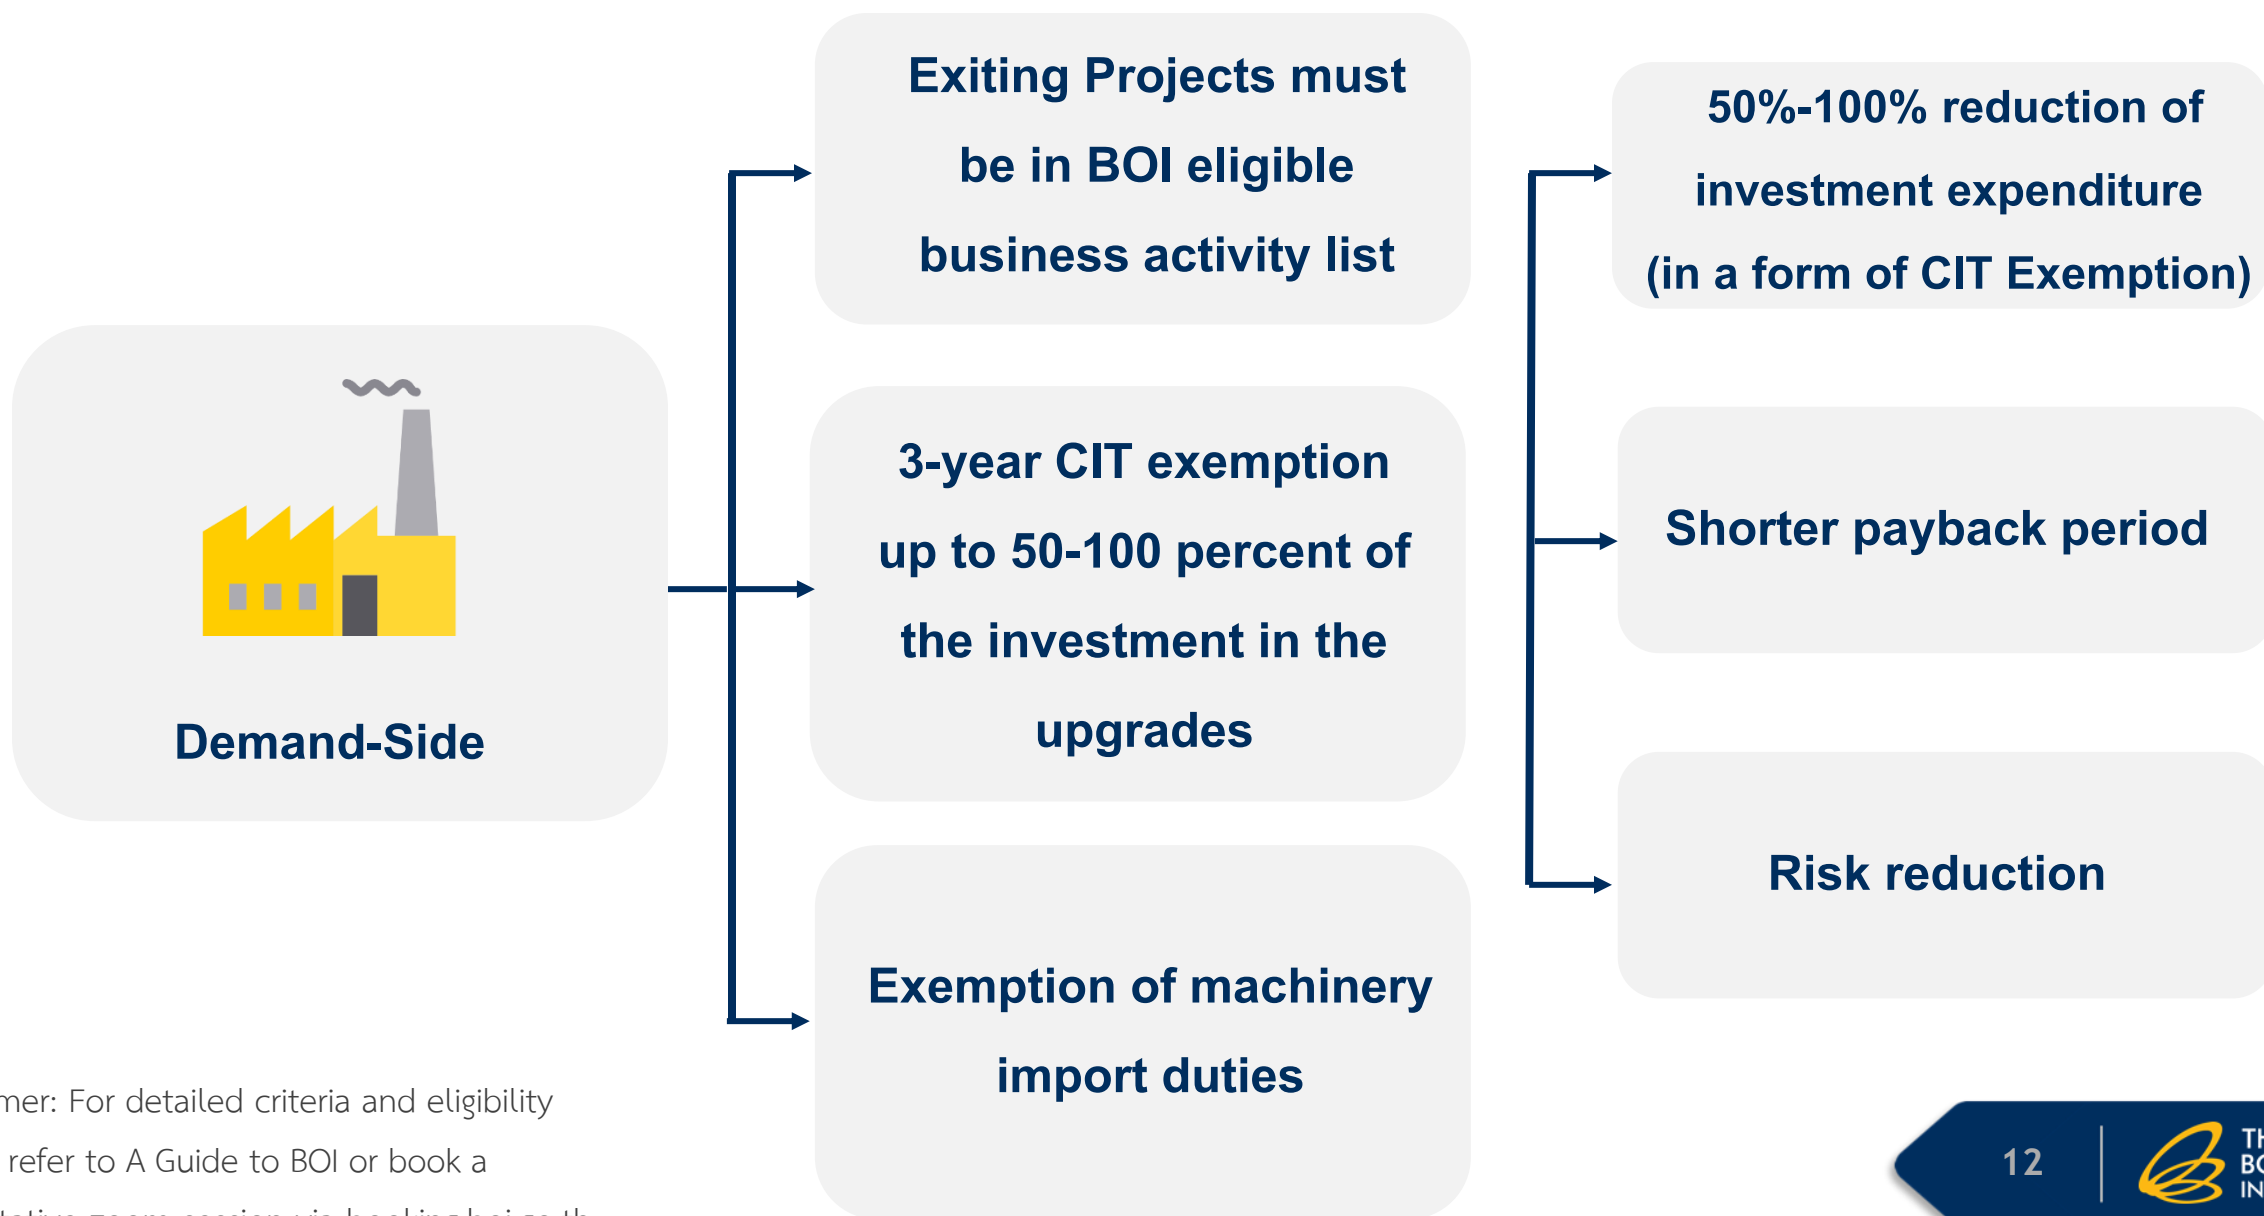 Exiting Projects must
be in BOI eligible
business activity list
50%-100% reduction of
investment expenditure
(in a form of CIT Exemption)
Demand-Side
3-year CIT exemption
up to 50-100 percent of
the investment in the
upgrades
Shorter payback period
Exemption of machinery
import duties
Risk reduction
mer: For detailed criteria and eligibility
refer to A Guide to BOI or book a
12